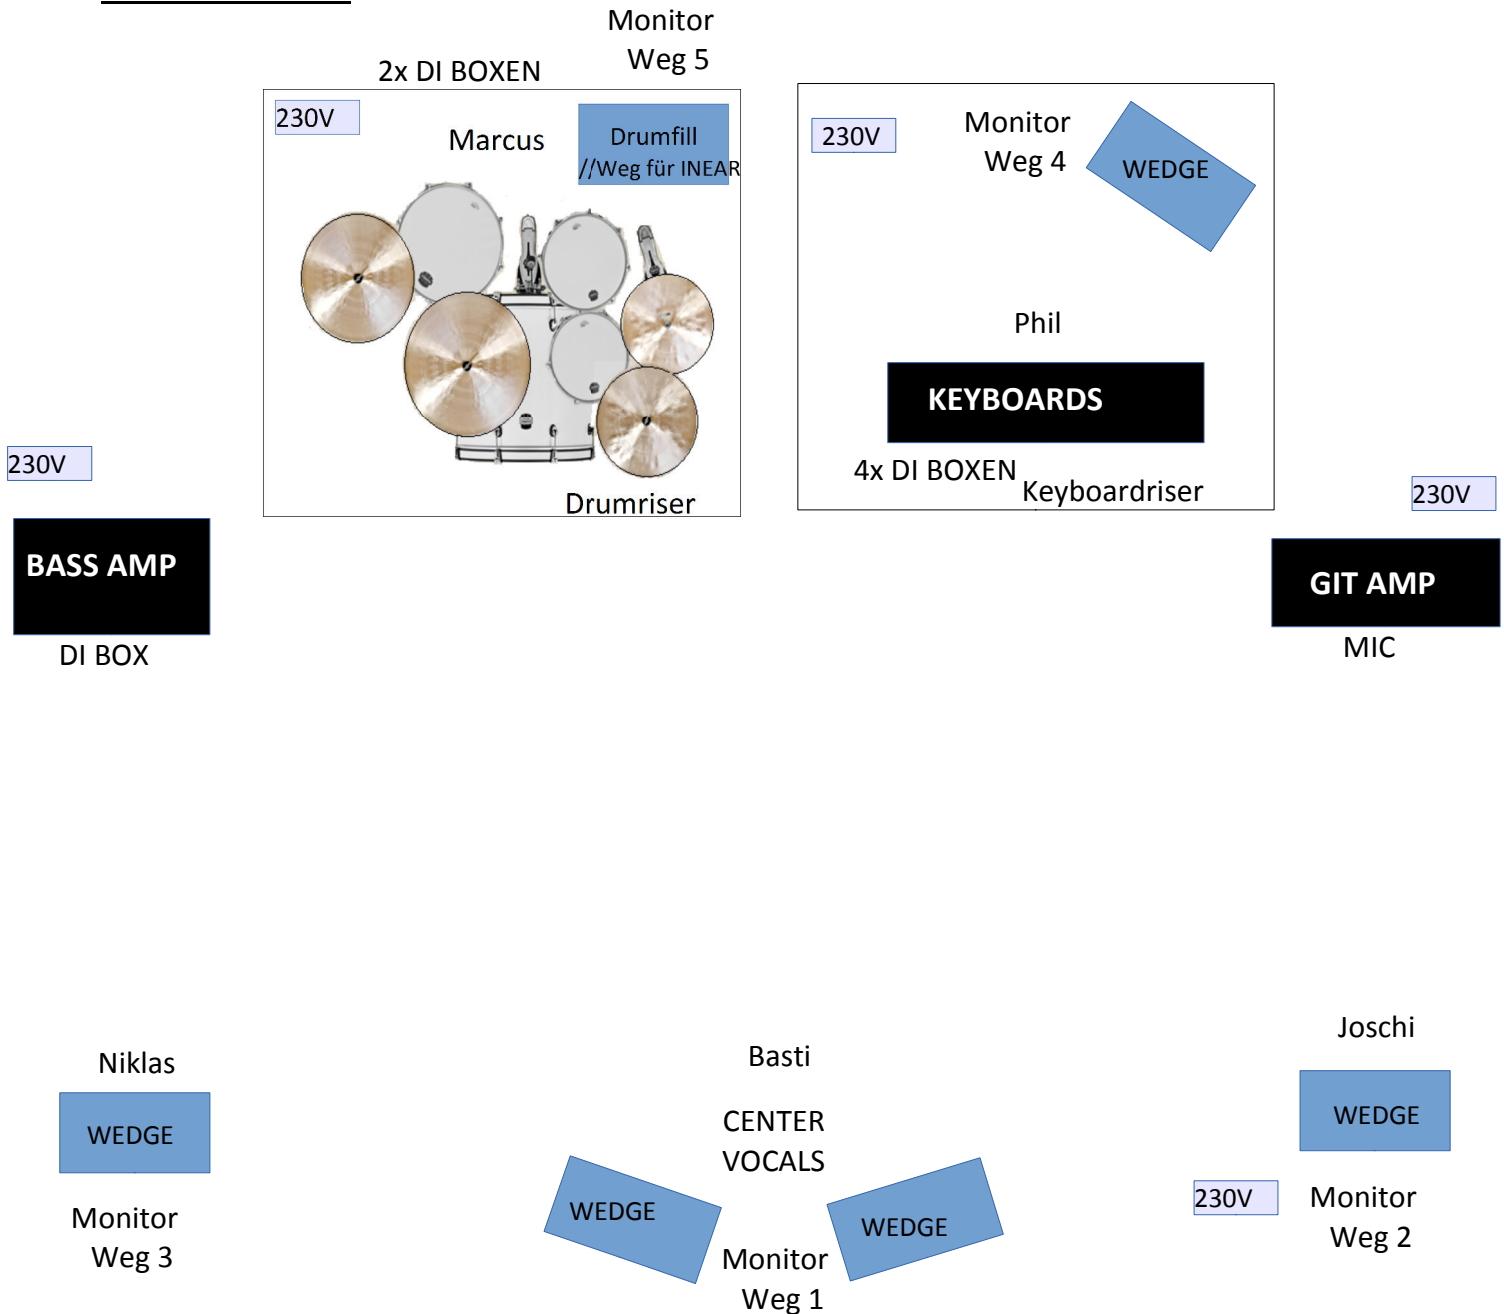 Monitor
Weg 5
2x DI BOXEN
230V
Marcus
Drumfill
//Weg für INEAR
Drumriser
230V
Monitor
Weg 4
WEDGE
Phil
KEYBOARDS
4x DI BOXEN
Keyboardriser
230V
BASS AMP
DI BOX
230V
GIT AMP
MIC
Niklas
WEDGE
Monitor
Weg 3
Basti
CENTER
VOCALS
WEDGE
WEDGE
Monitor
Weg 1
Joschi
WEDGE
230V
Monitor
Weg 2